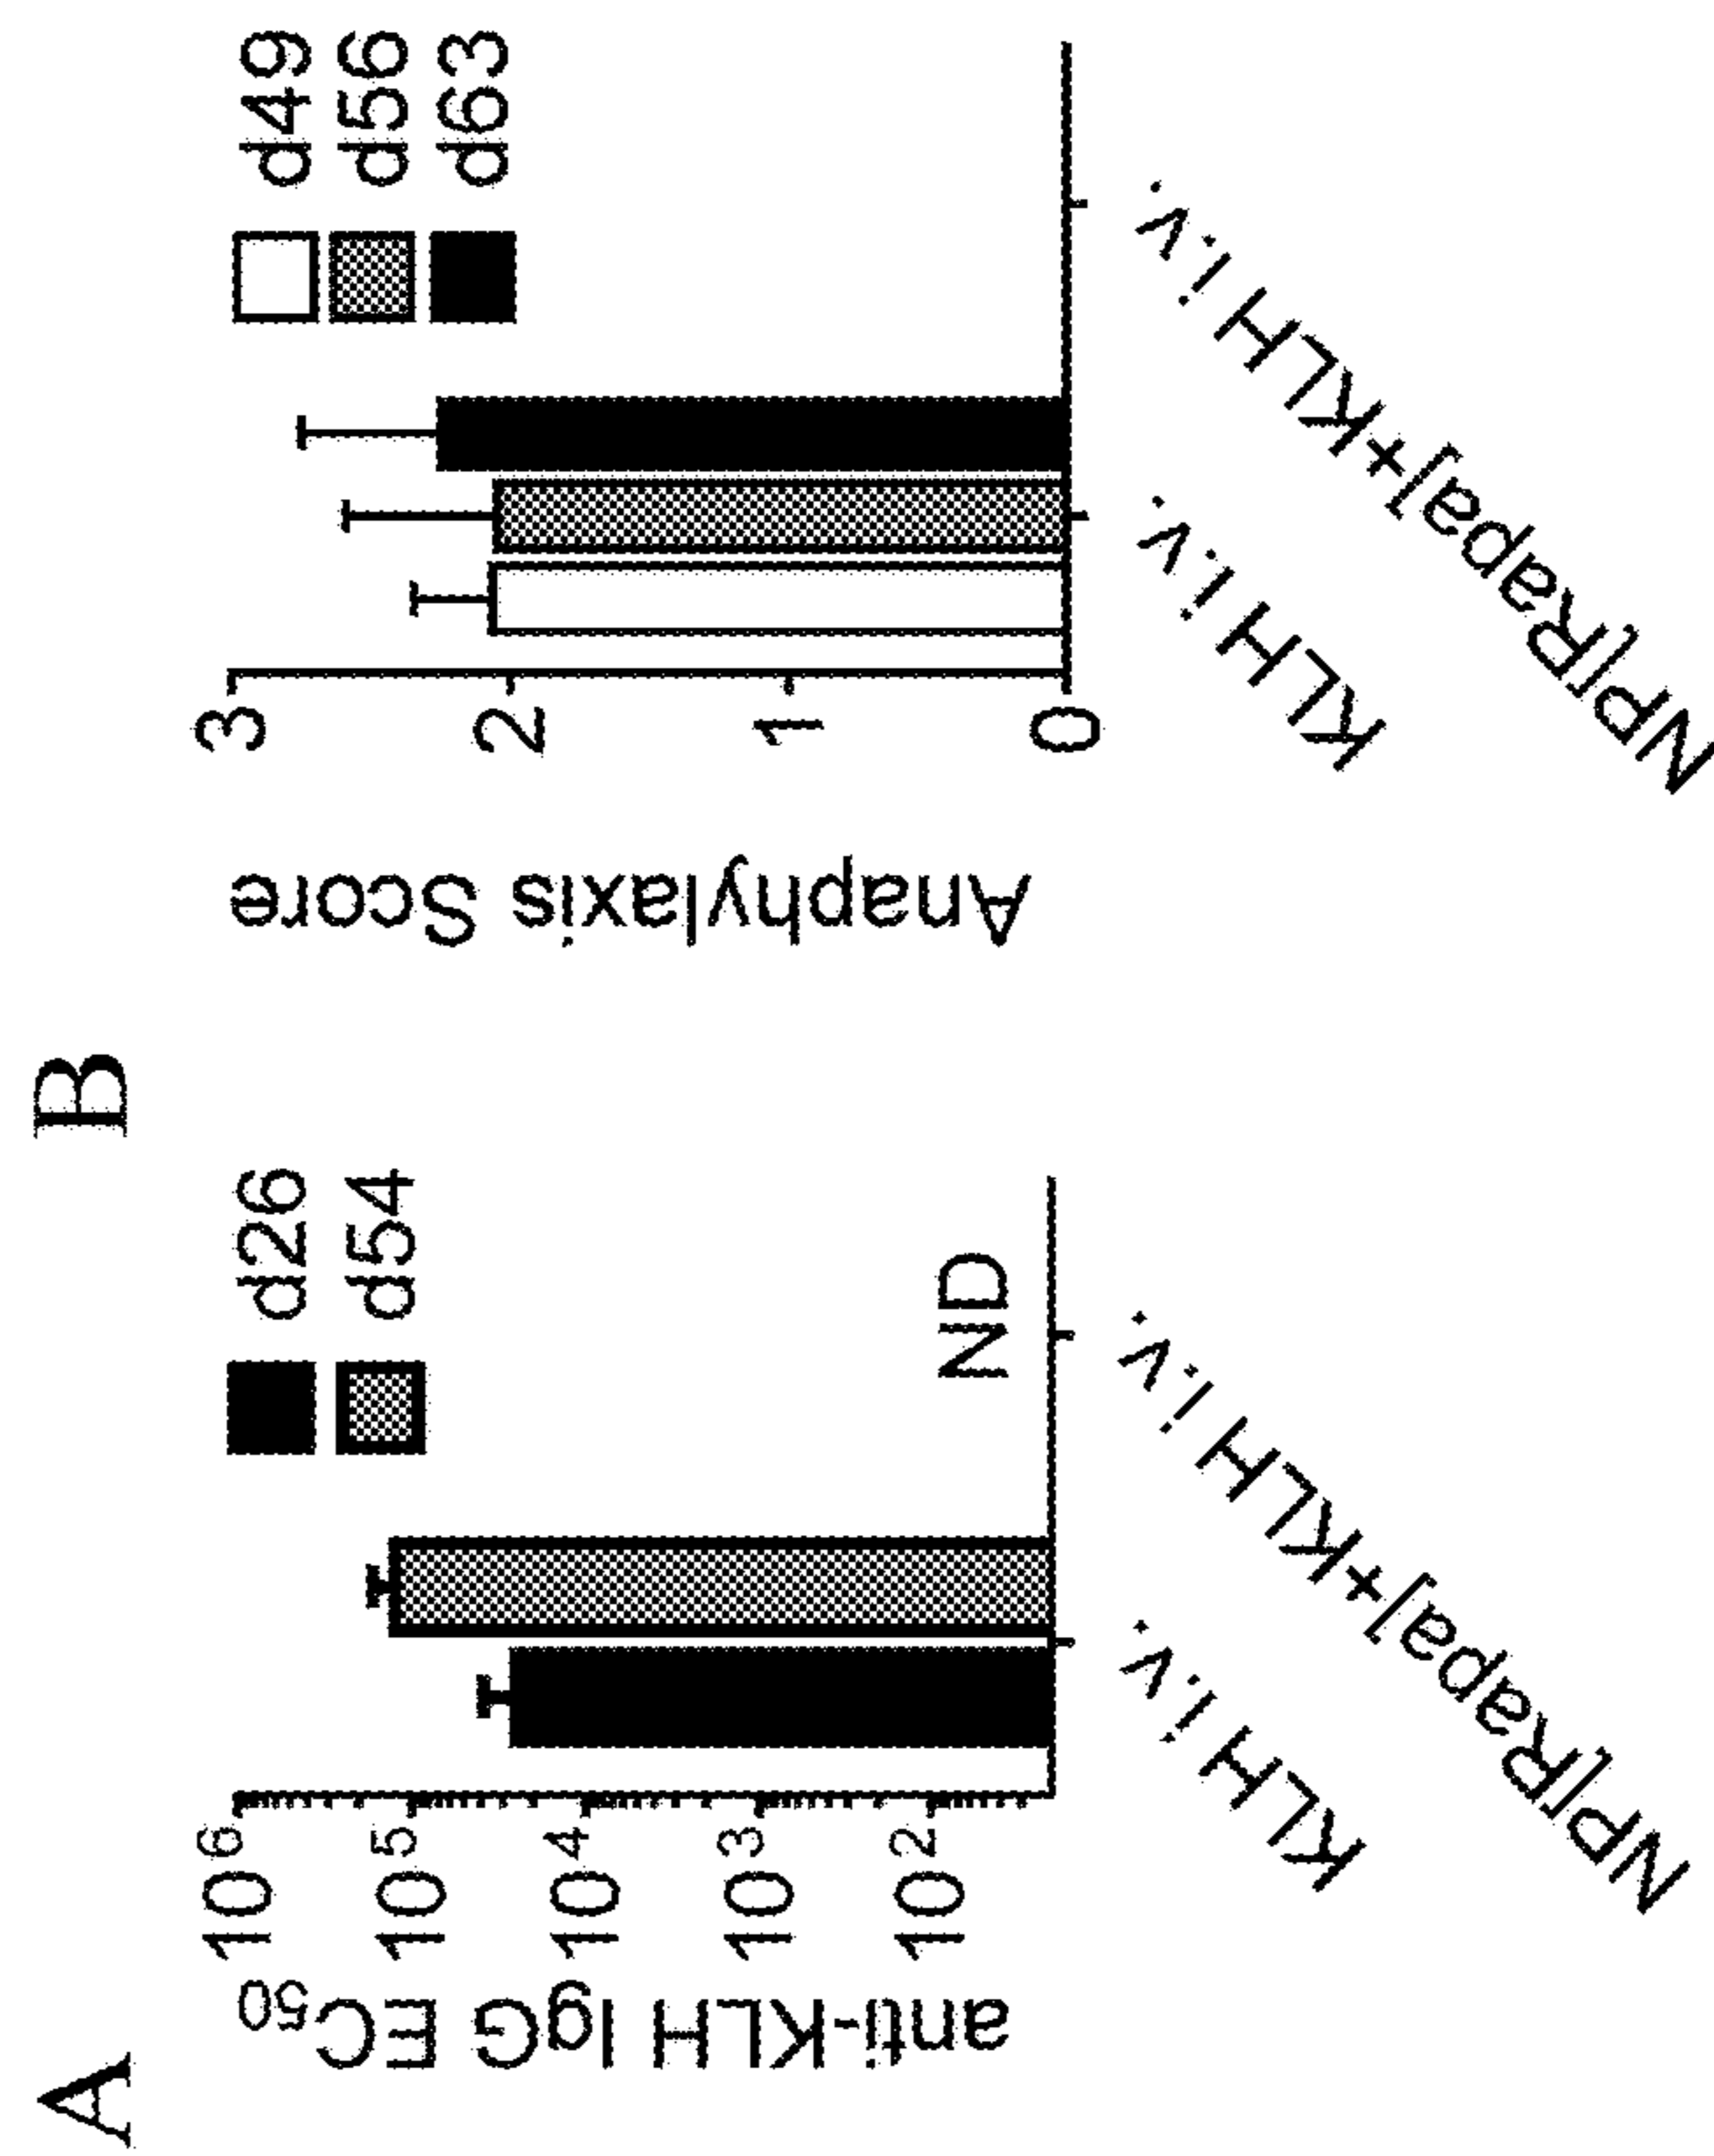 A
anti-KLH IgG EC50
10^6
10^5
10^4
10^3
10^2
d26
d54
ND
KLH i.v.
NP[Rapa]+KLH i.v.
B
Anaphylaxis Score
3
2
1
0
d49
d56
d63
KLH i.v.
NP[Rapa]+KLH i.v.